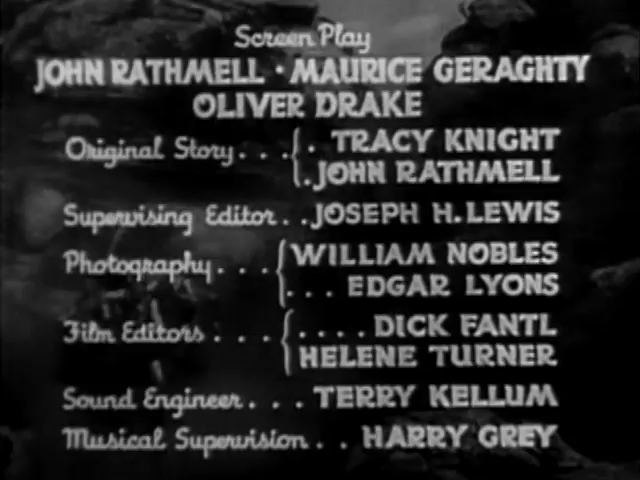 Screen Play
JOHN RATHMELL · MAURICE GERAGHTY
OLIVER DRAKE
Original Story . . . { . TRACY KNIGHT
. JOHN RATHMELL
Supervising Editor . . JOSEPH H. LEWIS
Photography . . . { WILLIAM NOBLES
. . . EDGAR LYONS
Film Editors . . . { . . . . DICK FANTL
HELENE TURNER
Sound Engineer . . . TERRY KELLUM
Musical Supervision . . HARRY GREY